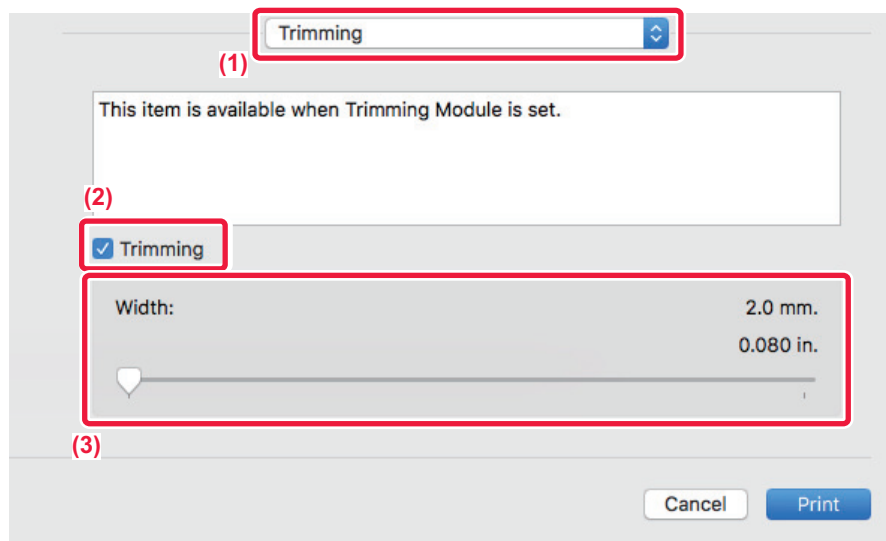 Trimming
(1)
This item is available when Trimming Module is set.
(2)
Trimming
Width:
2.0 mm.
0.080 in.
(3)
Cancel
Print